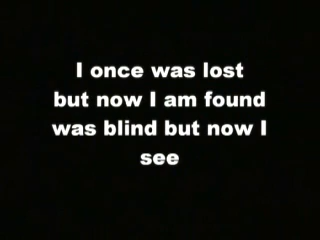 I once was lost
but now I am found
was blind but now I
see